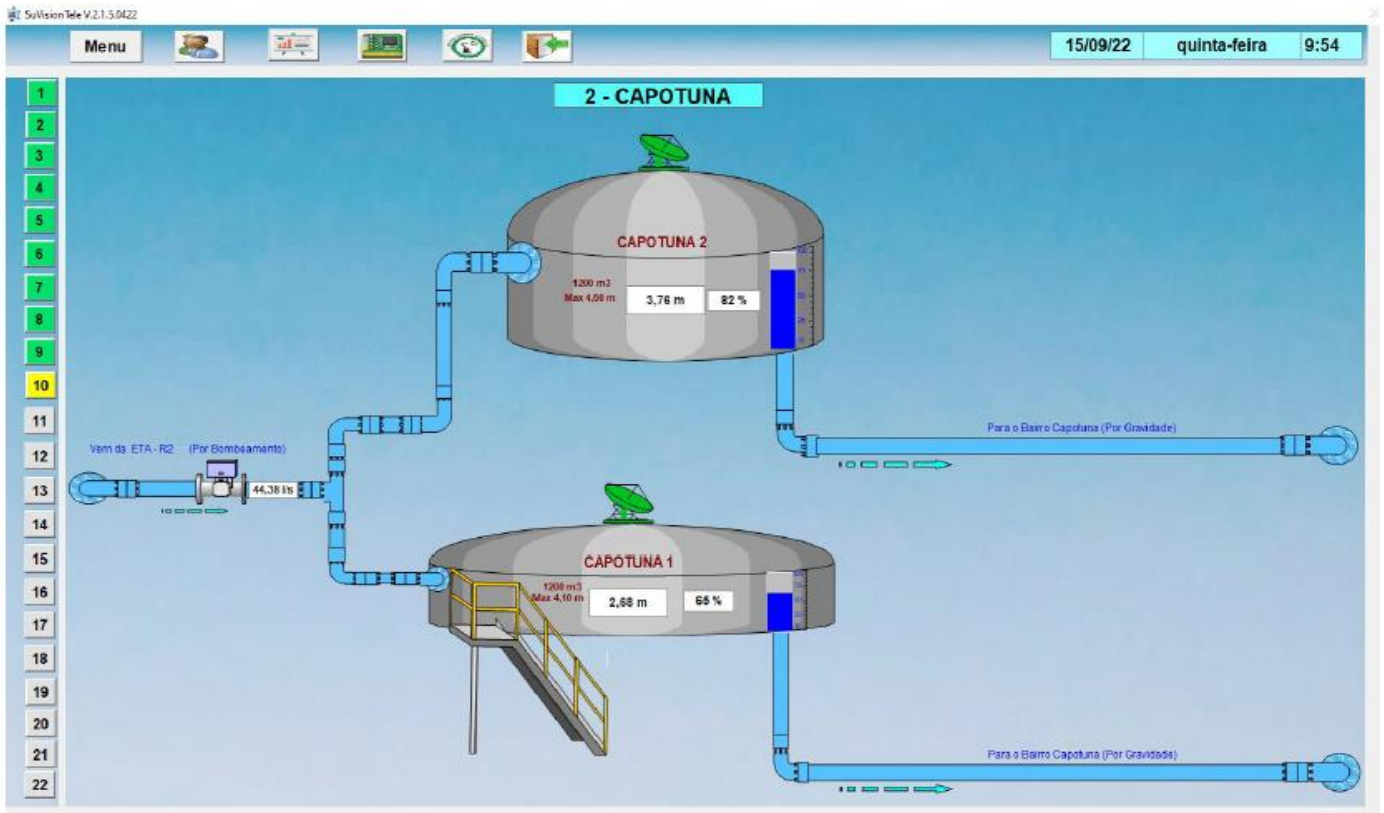 SuVision Tele V.2.1.5.0422
Menu
15/09/22 quinta-feira 9:54
2 - CAPOTUNA
1
2
3
4
5
6
7
8
9
10
11
12
13
14
15
16
17
18
19
20
21
22
CAPOTUNA 2
1200 m3
Max 4,50 m
3,76 m 82 %
Para o Bairro Capotuna (Por Gravidade)
Vem da ETA - R2 (Por Bombeamento)
44,38 l/s
CAPOTUNA 1
1200 m3
Max 4,10 m
2,68 m 65 %
Para o Bairro Capotuna (Por Gravidade)